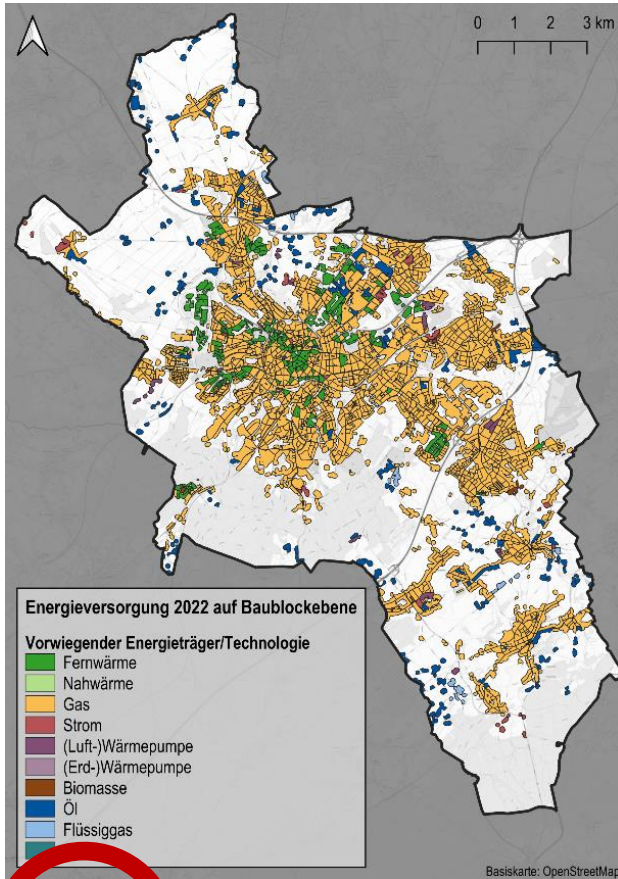 0 1 2 3 km
Energieversorgung 2022 auf Baublockebene
Vorwiegender Energieträger/Technologie
Fernwärme
Nahwärme
Gas
Strom
(Luft-)Wärmepumpe
(Erd-)Wärmepumpe
Biomasse
Öl
Flüssiggas
Basiskarte: OpenStreetMap